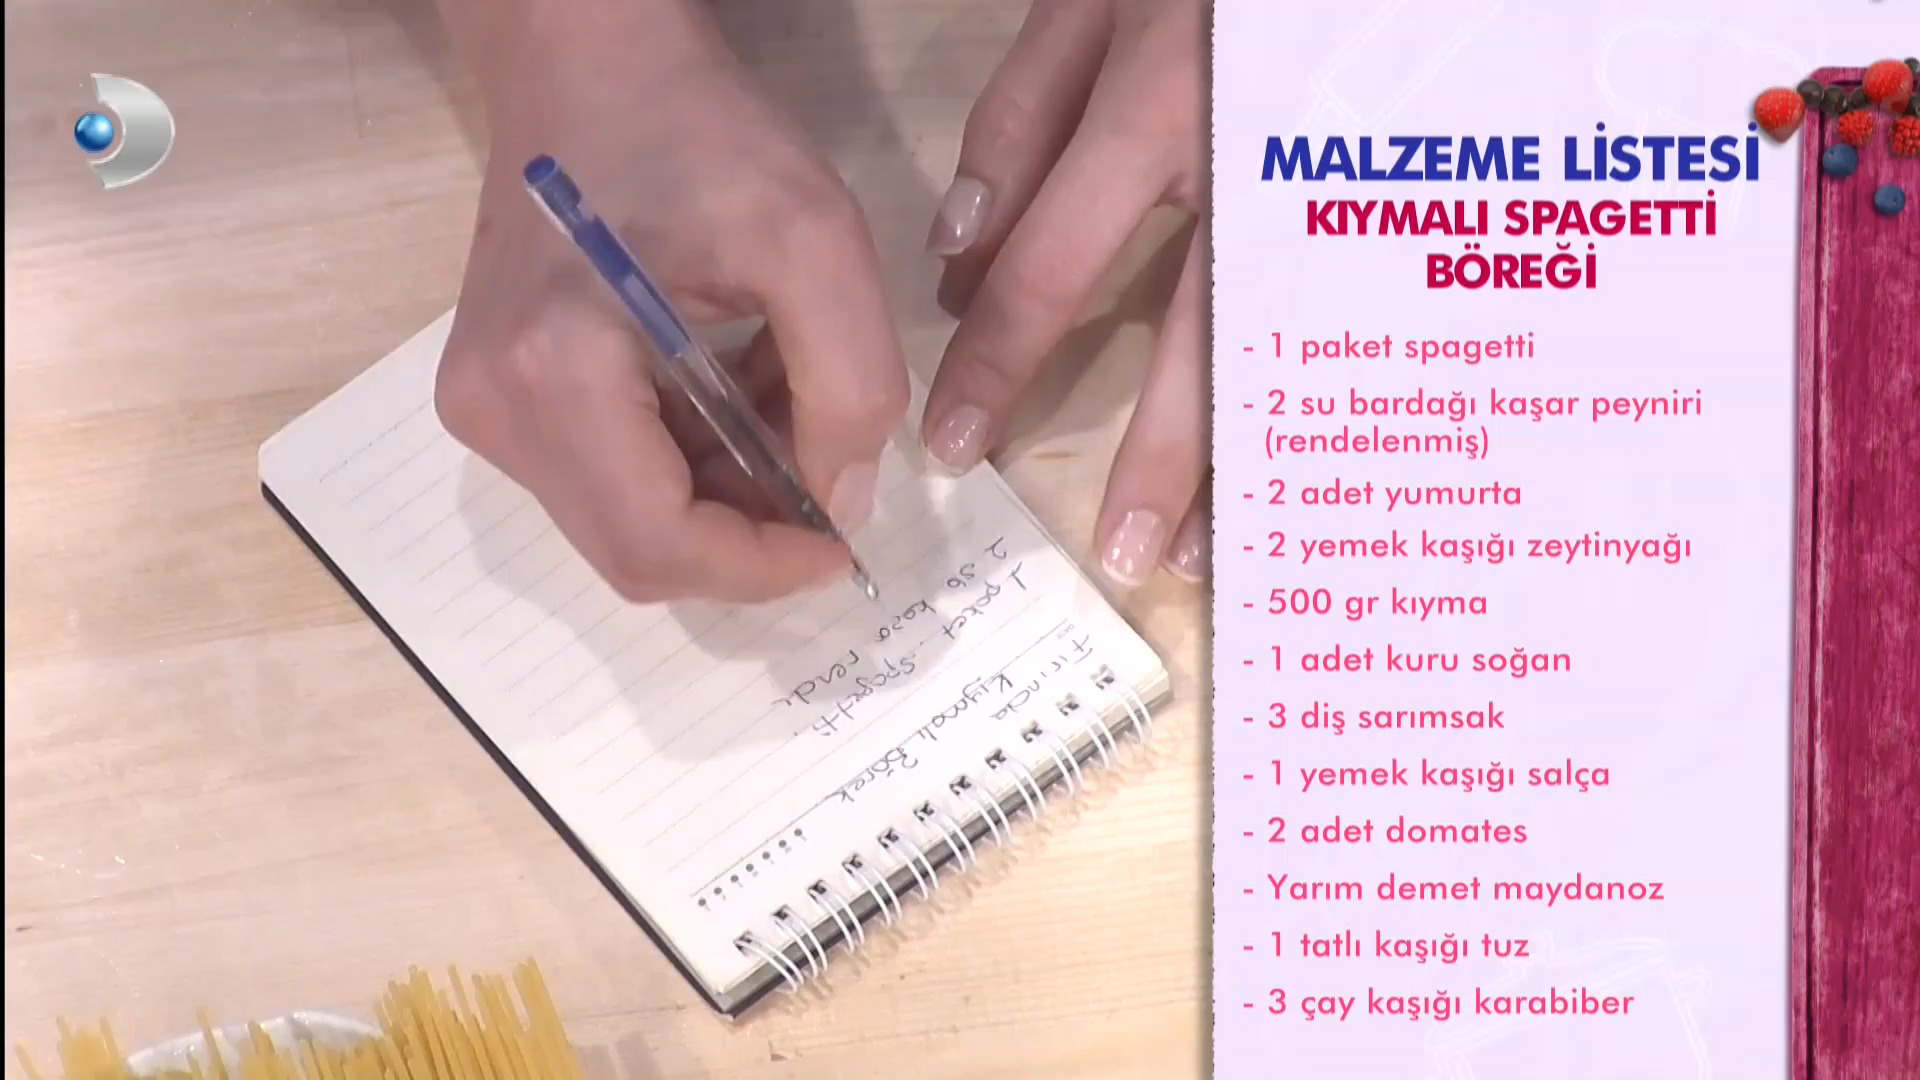 MALZEME LİSTESİ
KIYMALI SPAGETTİ
BÖREĞİ
- 1 paket spagetti
- 2 su bardağı kaşar peyniri
(rendelenmiş)
- 2 adet yumurta
- 2 yemek kaşığı zeytinyağı
- 500 gr kıyma
- 1 adet kuru soğan
- 3 diş sarımsak
- 1 yemek kaşığı salça
- 2 adet domates
- Yarım demet maydanoz
- 1 tatlı kaşığı tuz
- 3 çay kaşığı karabiber
Fırında Kıymalı Börek
1 paket spagetti
2 sb kaşar rende